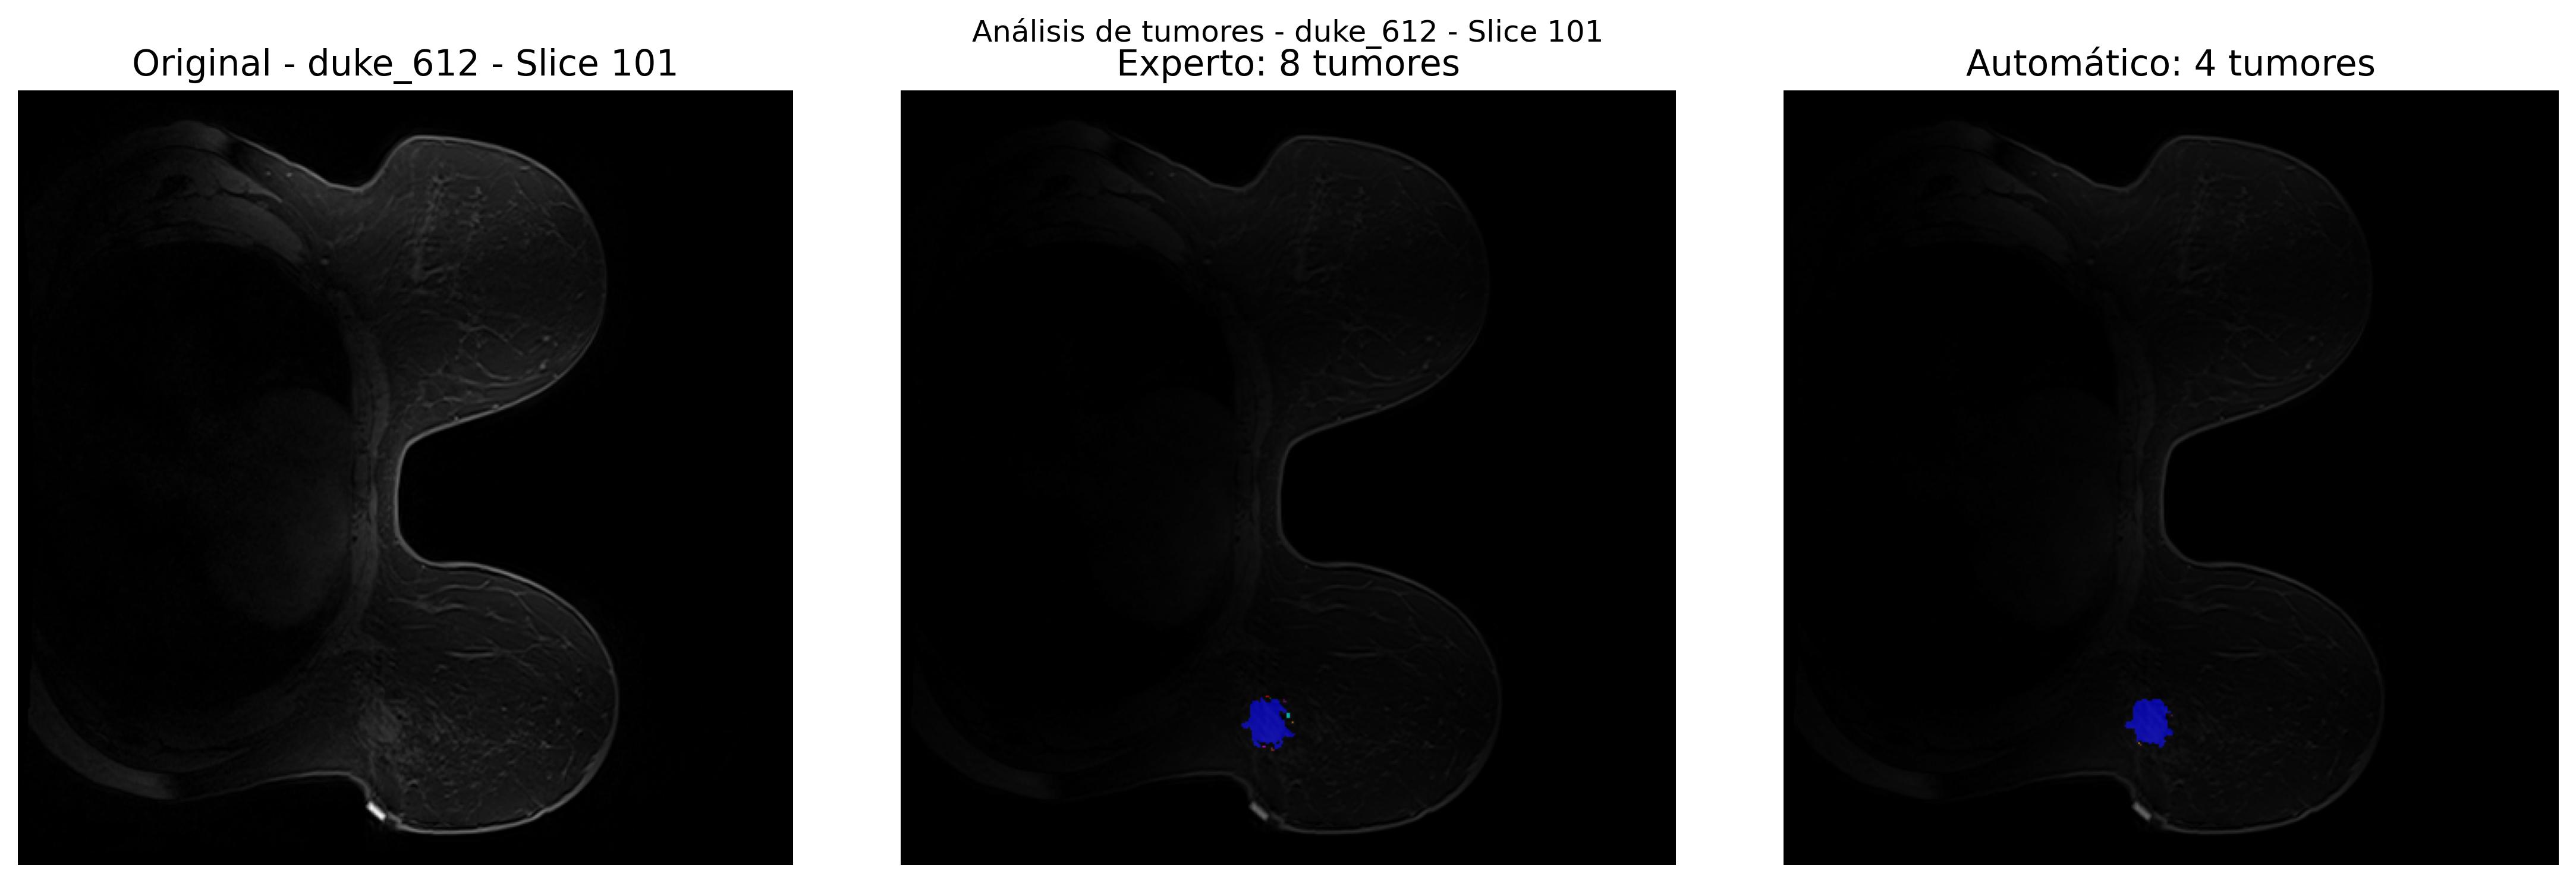 Análisis de tumores - duke_612 - Slice 101
Original - duke_612 - Slice 101
Experto: 8 tumores
Automático: 4 tumores